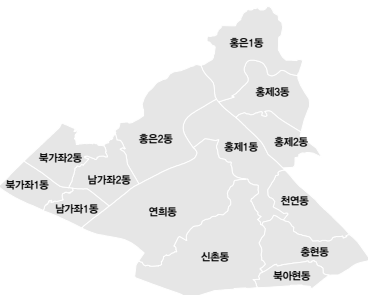 홍은1동
홍제3동
홍은2동
홍제1동
홍제2동
북가좌2동
북가좌1동
남가좌2동
남가좌1동
연희동
천연동
신촌동
충현동
북아현동